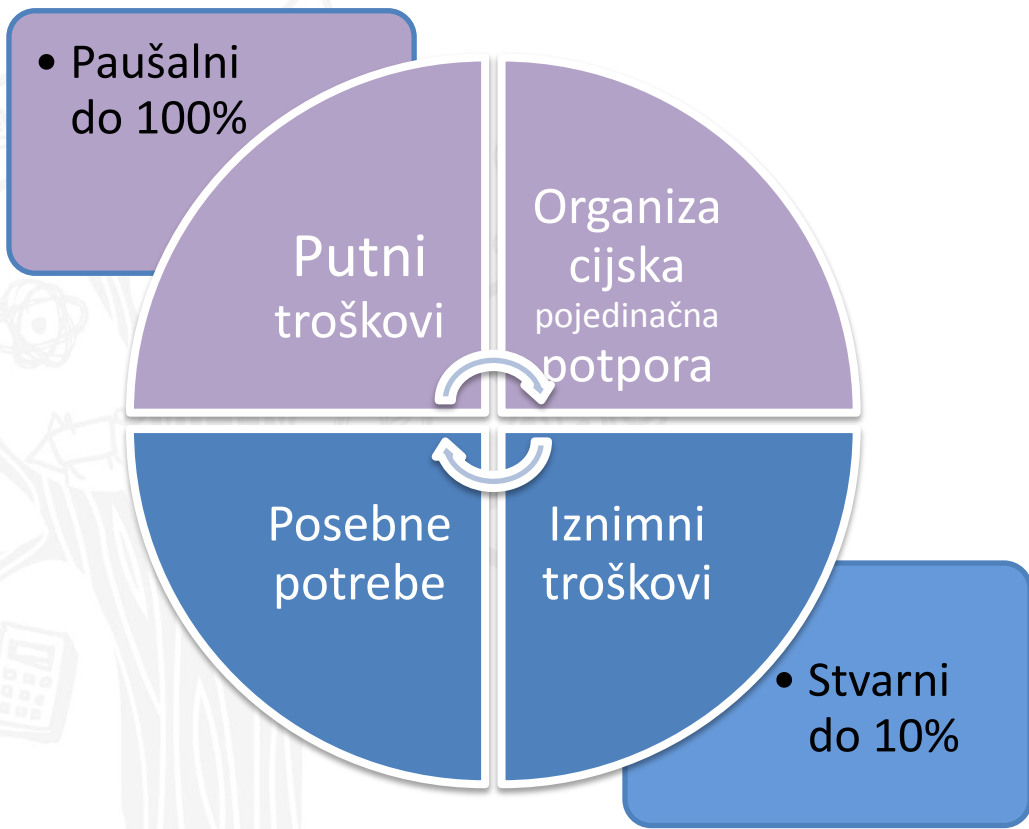 • Paušalni
do 100%
Putni
troškovi
Organiza
cijska
pojedinačna
potpora
Posebne
potrebe
Iznimni
troškovi
• Stvarni
do 10%